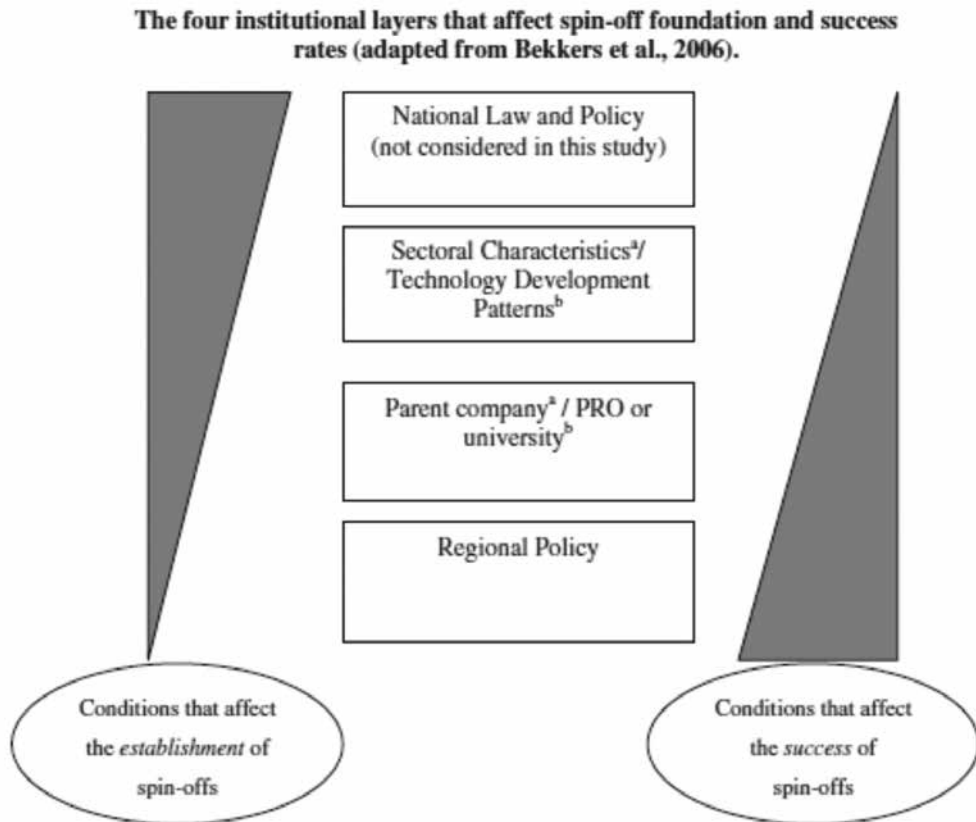 The four institutional layers that affect spin-off foundation and success
rates (adapted from Bekkers et al., 2006).
National Law and Policy
(not considered in this study)
Sectoral Characteristicsᵃ/
Technology Development
Patternsᵇ
Parent companyᵃ / PRO or
universityᵇ
Regional Policy
Conditions that affect
the establishment of
spin-offs
Conditions that affect
the success of
spin-offs